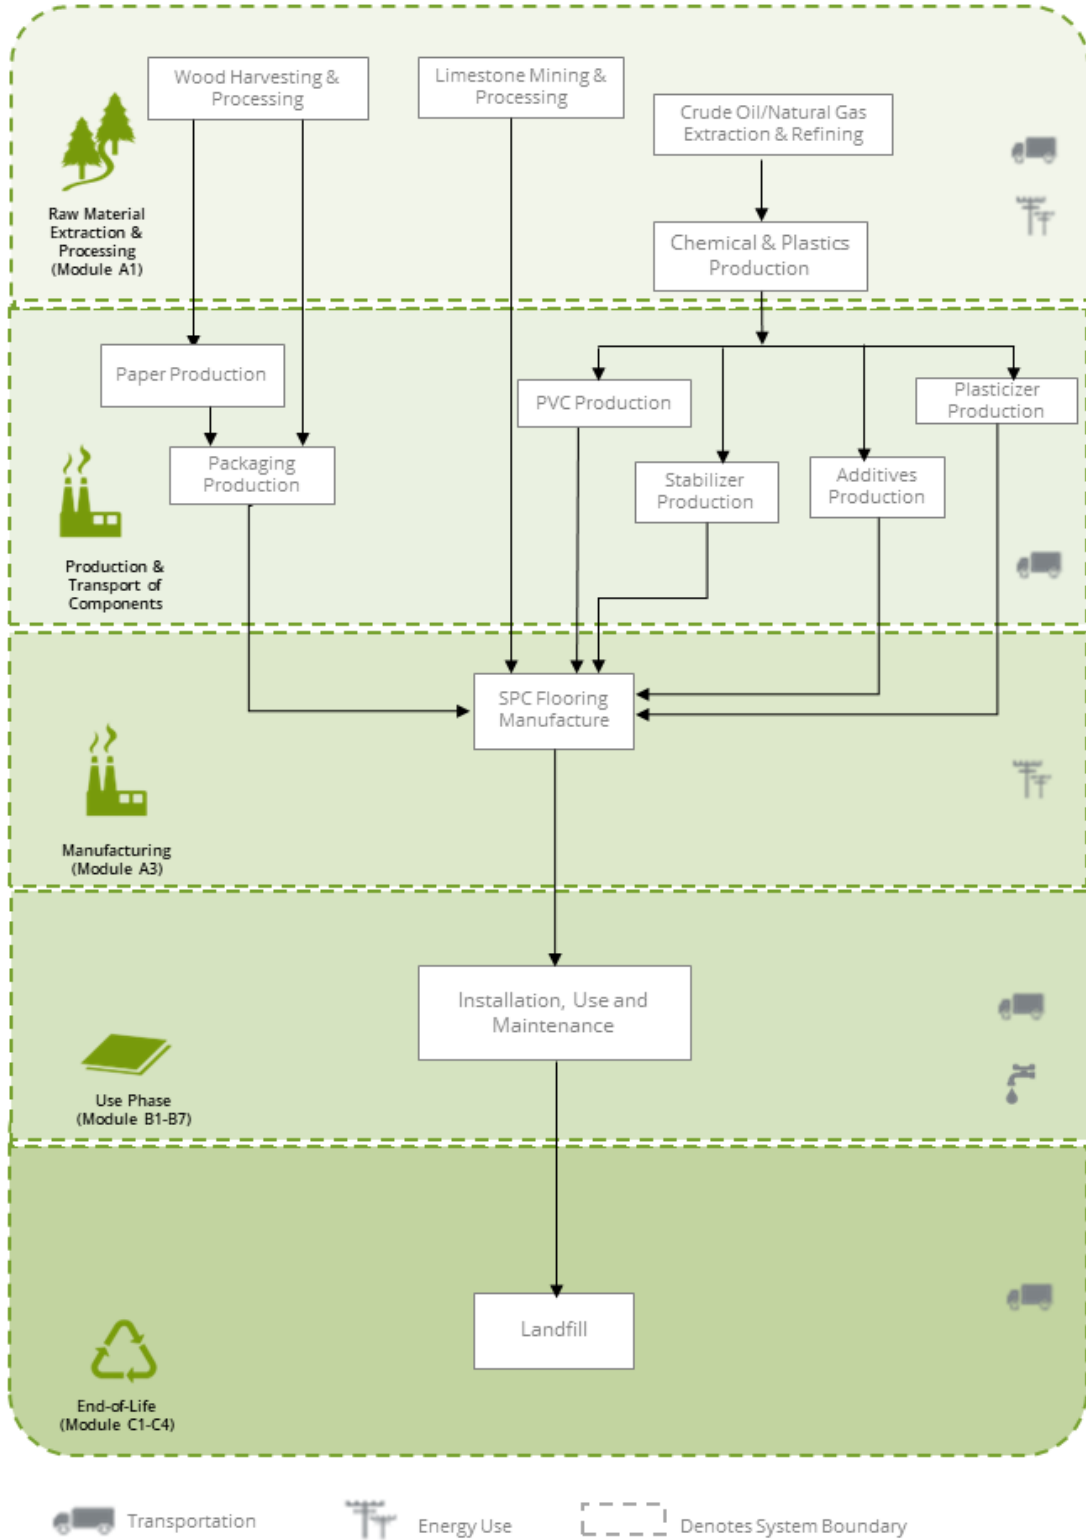 Wood Harvesting &
Processing
Limestone Mining &
Processing
Crude Oil/Natural Gas
Extraction & Refining
Raw Material
Extraction &
Processing
(Module A1)
Chemical & Plastics
Production
Paper Production
PVC Production
Plasticizer
Production
Packaging
Production
Stabilizer
Production
Additives
Production
Production &
Transport of
Components
SPC Flooring
Manufacture
Manufacturing
(Module A3)
Installation, Use and
Maintenance
Use Phase
(Module B1-B7)
Landfill
End-of-Life
(Module C1-C4)
Transportation
Energy Use
Denotes System Boundary